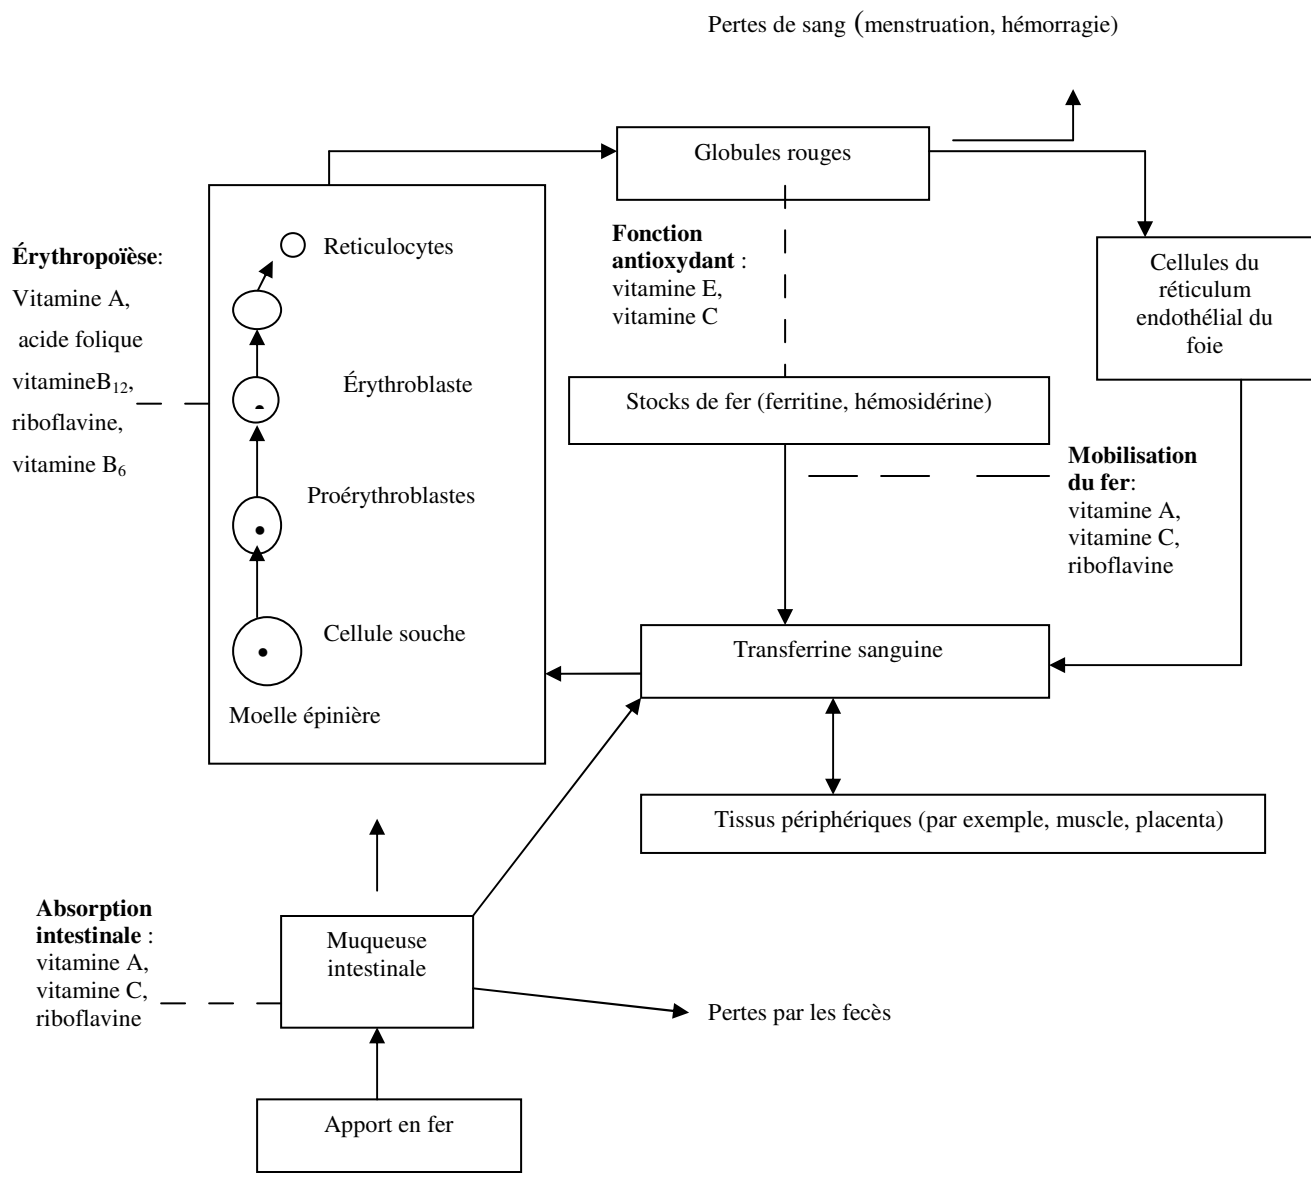 Pertes de sang (menstruation, hémorragie)
Globules rouges
Érythropoïèse:
Vitamine A,
acide folique
vitamineB₁₂,
riboflavine,
vitamine B₆
Reticulocytes
Érythroblaste
Proérythroblastes
Cellule souche
Moelle épinière
Fonction
antioxydant :
vitamine E,
vitamine C
Cellules du
réticulum
endothélial du
foie
Stocks de fer (ferritine, hémosidérine)
Mobilisation
du fer:
vitamine A,
vitamine C,
riboflavine
Transferrine sanguine
Tissus périphériques (par exemple, muscle, placenta)
Absorption
intestinale :
vitamine A,
vitamine C,
riboflavine
Muqueuse
intestinale
Pertes par les fecès
Apport en fer